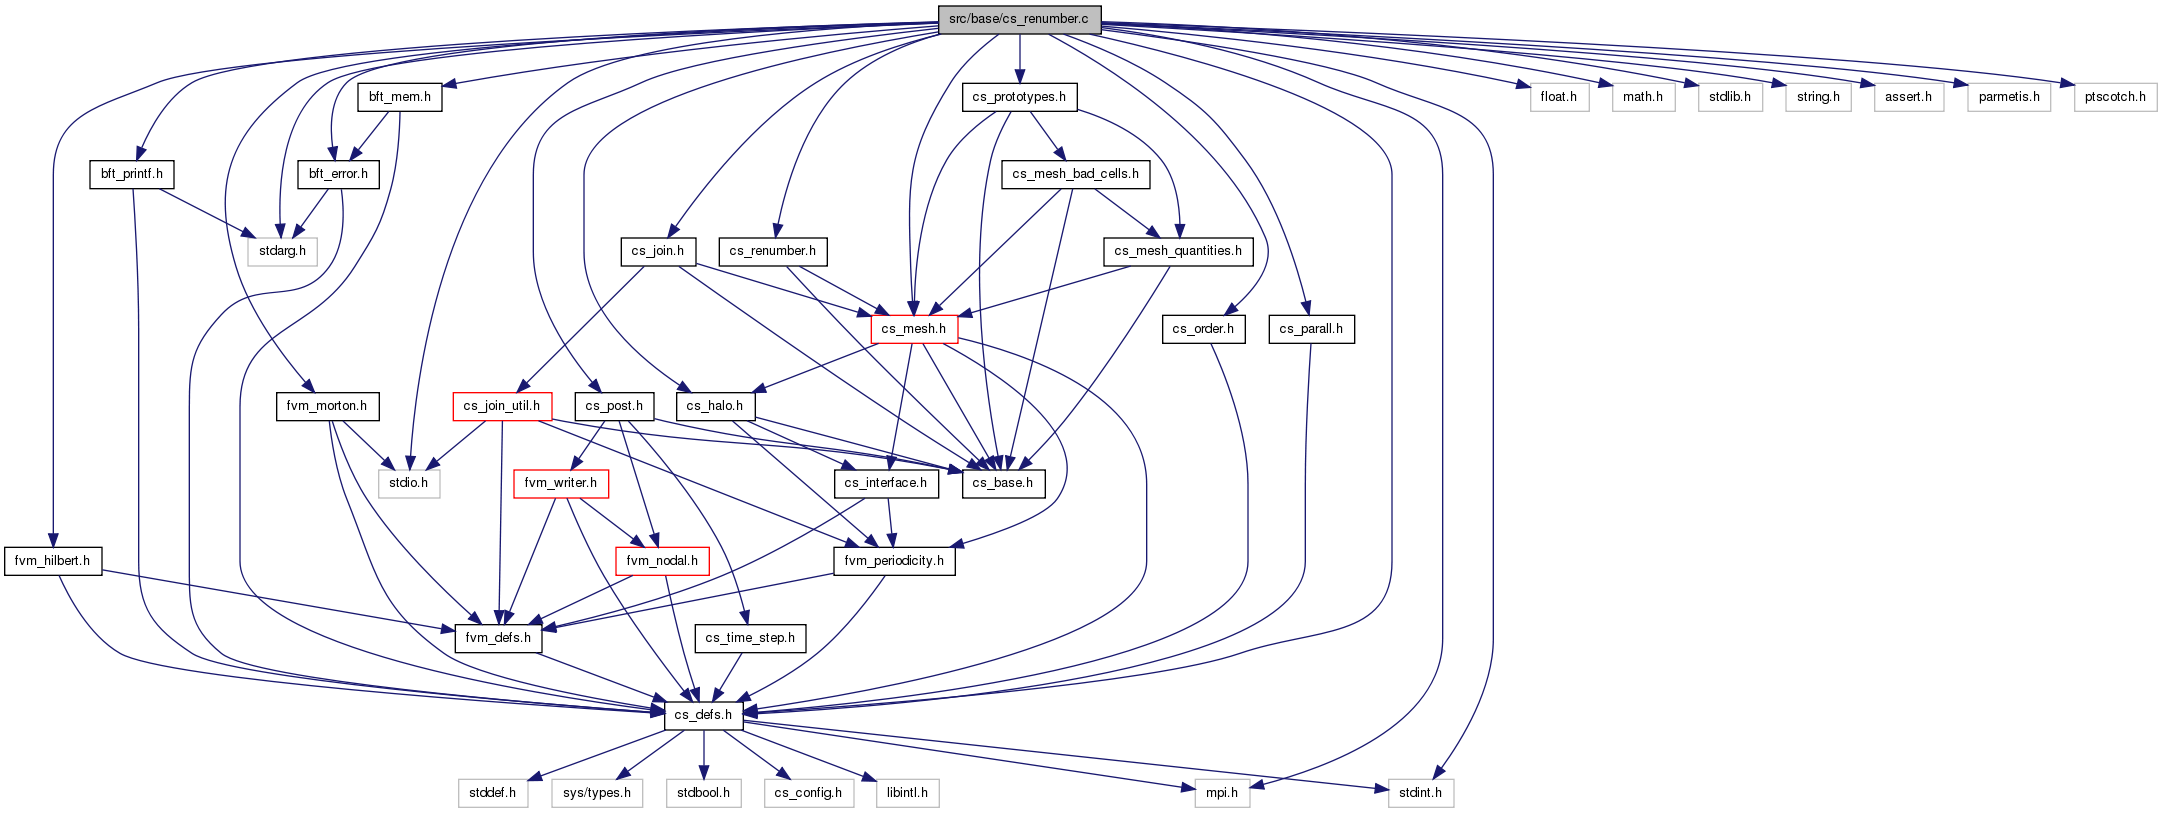 src/base/cs_renumber.c
bft_mem.h
cs_prototypes.h
float.h
math.h
stdlib.h
string.h
assert.h
parmetis.h
ptscotch.h
bft_printf.h
bft_error.h
cs_mesh_bad_cells.h
stdarg.h
cs_join.h
cs_renumber.h
cs_mesh_quantities.h
cs_mesh.h
cs_order.h
cs_parall.h
fvm_morton.h
cs_join_util.h
cs_post.h
cs_halo.h
stdio.h
fvm_writer.h
cs_interface.h
cs_base.h
fvm_hilbert.h
fvm_nodal.h
fvm_periodicity.h
fvm_defs.h
cs_time_step.h
cs_defs.h
stddef.h
sys/types.h
stdbool.h
cs_config.h
libintl.h
mpi.h
stdint.h